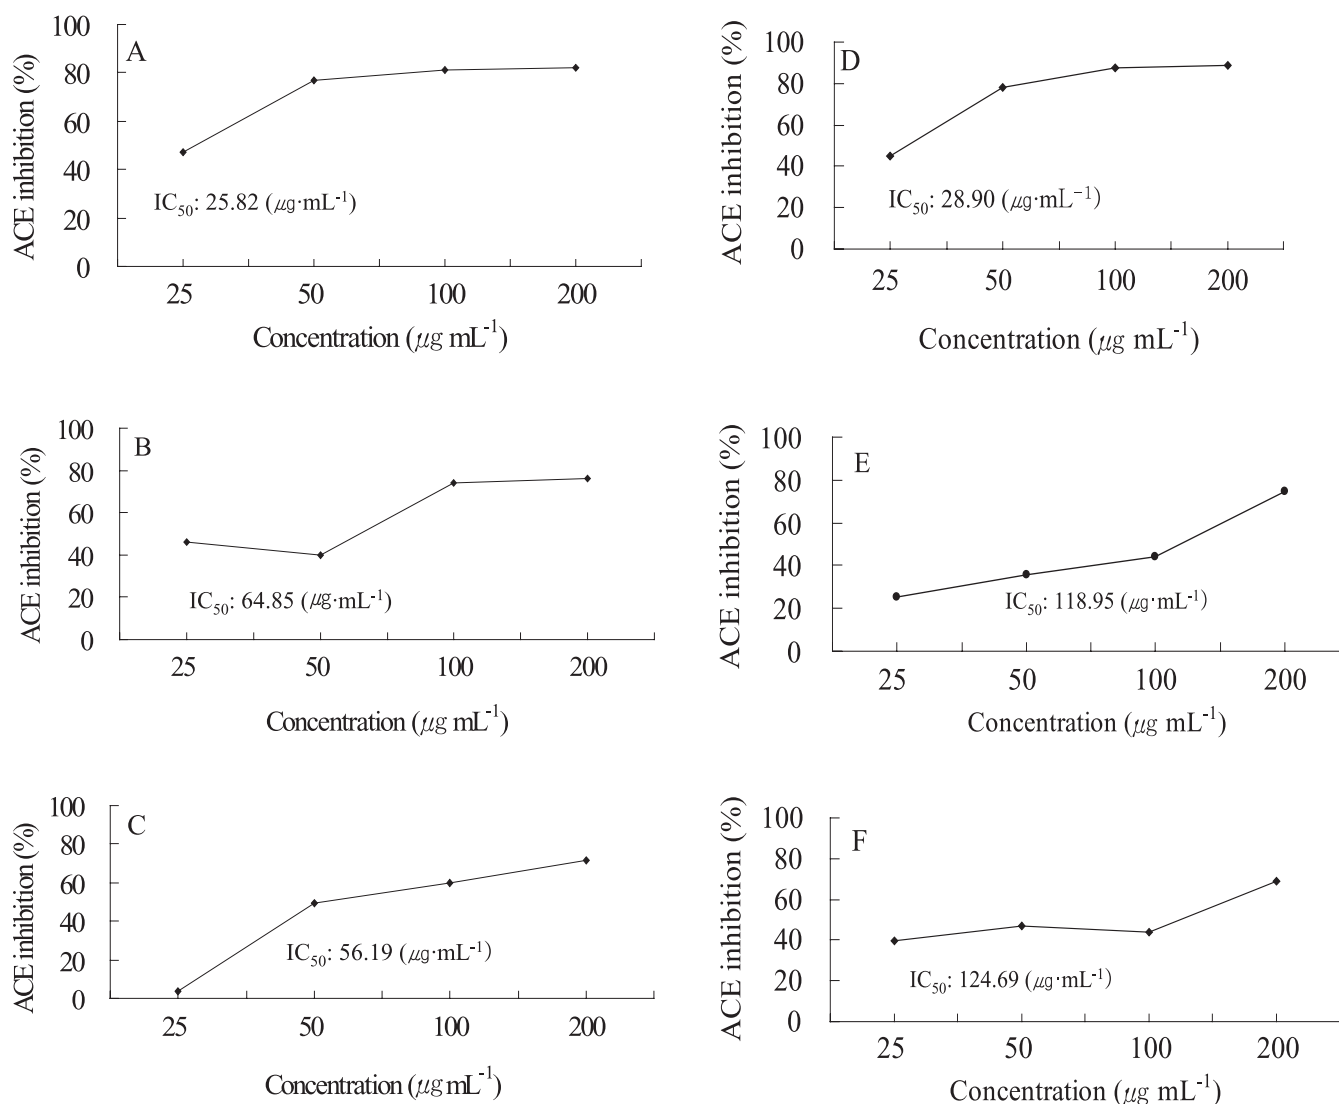 A
ACE inhibition (%)
100
80
60
40
20
0
IC50: 25.82 (μg·mL-1)
25 50 100 200
Concentration (μg mL-1)
D
ACE inhibition (%)
100
80
60
40
20
0
IC50: 28.90 (μg·mL-1)
25 50 100 200
Concentration (μg mL-1)
B
ACE inhibition (%)
100
80
60
40
20
0
IC50: 64.85 (μg·mL-1)
25 50 100 200
Concentration (μg mL-1)
E
ACE inhibition (%)
100
80
60
40
20
0
IC50: 118.95 (μg·mL-1)
25 50 100 200
Concentration (μg mL-1)
C
ACE inhibition (%)
100
80
60
40
20
0
IC50: 56.19 (μg·mL-1)
25 50 100 200
Concentration (μg mL-1)
F
ACE inhibition (%)
100
80
60
40
20
0
IC50: 124.69 (μg·mL-1)
25 50 100 200
Concentration (μg mL-1)